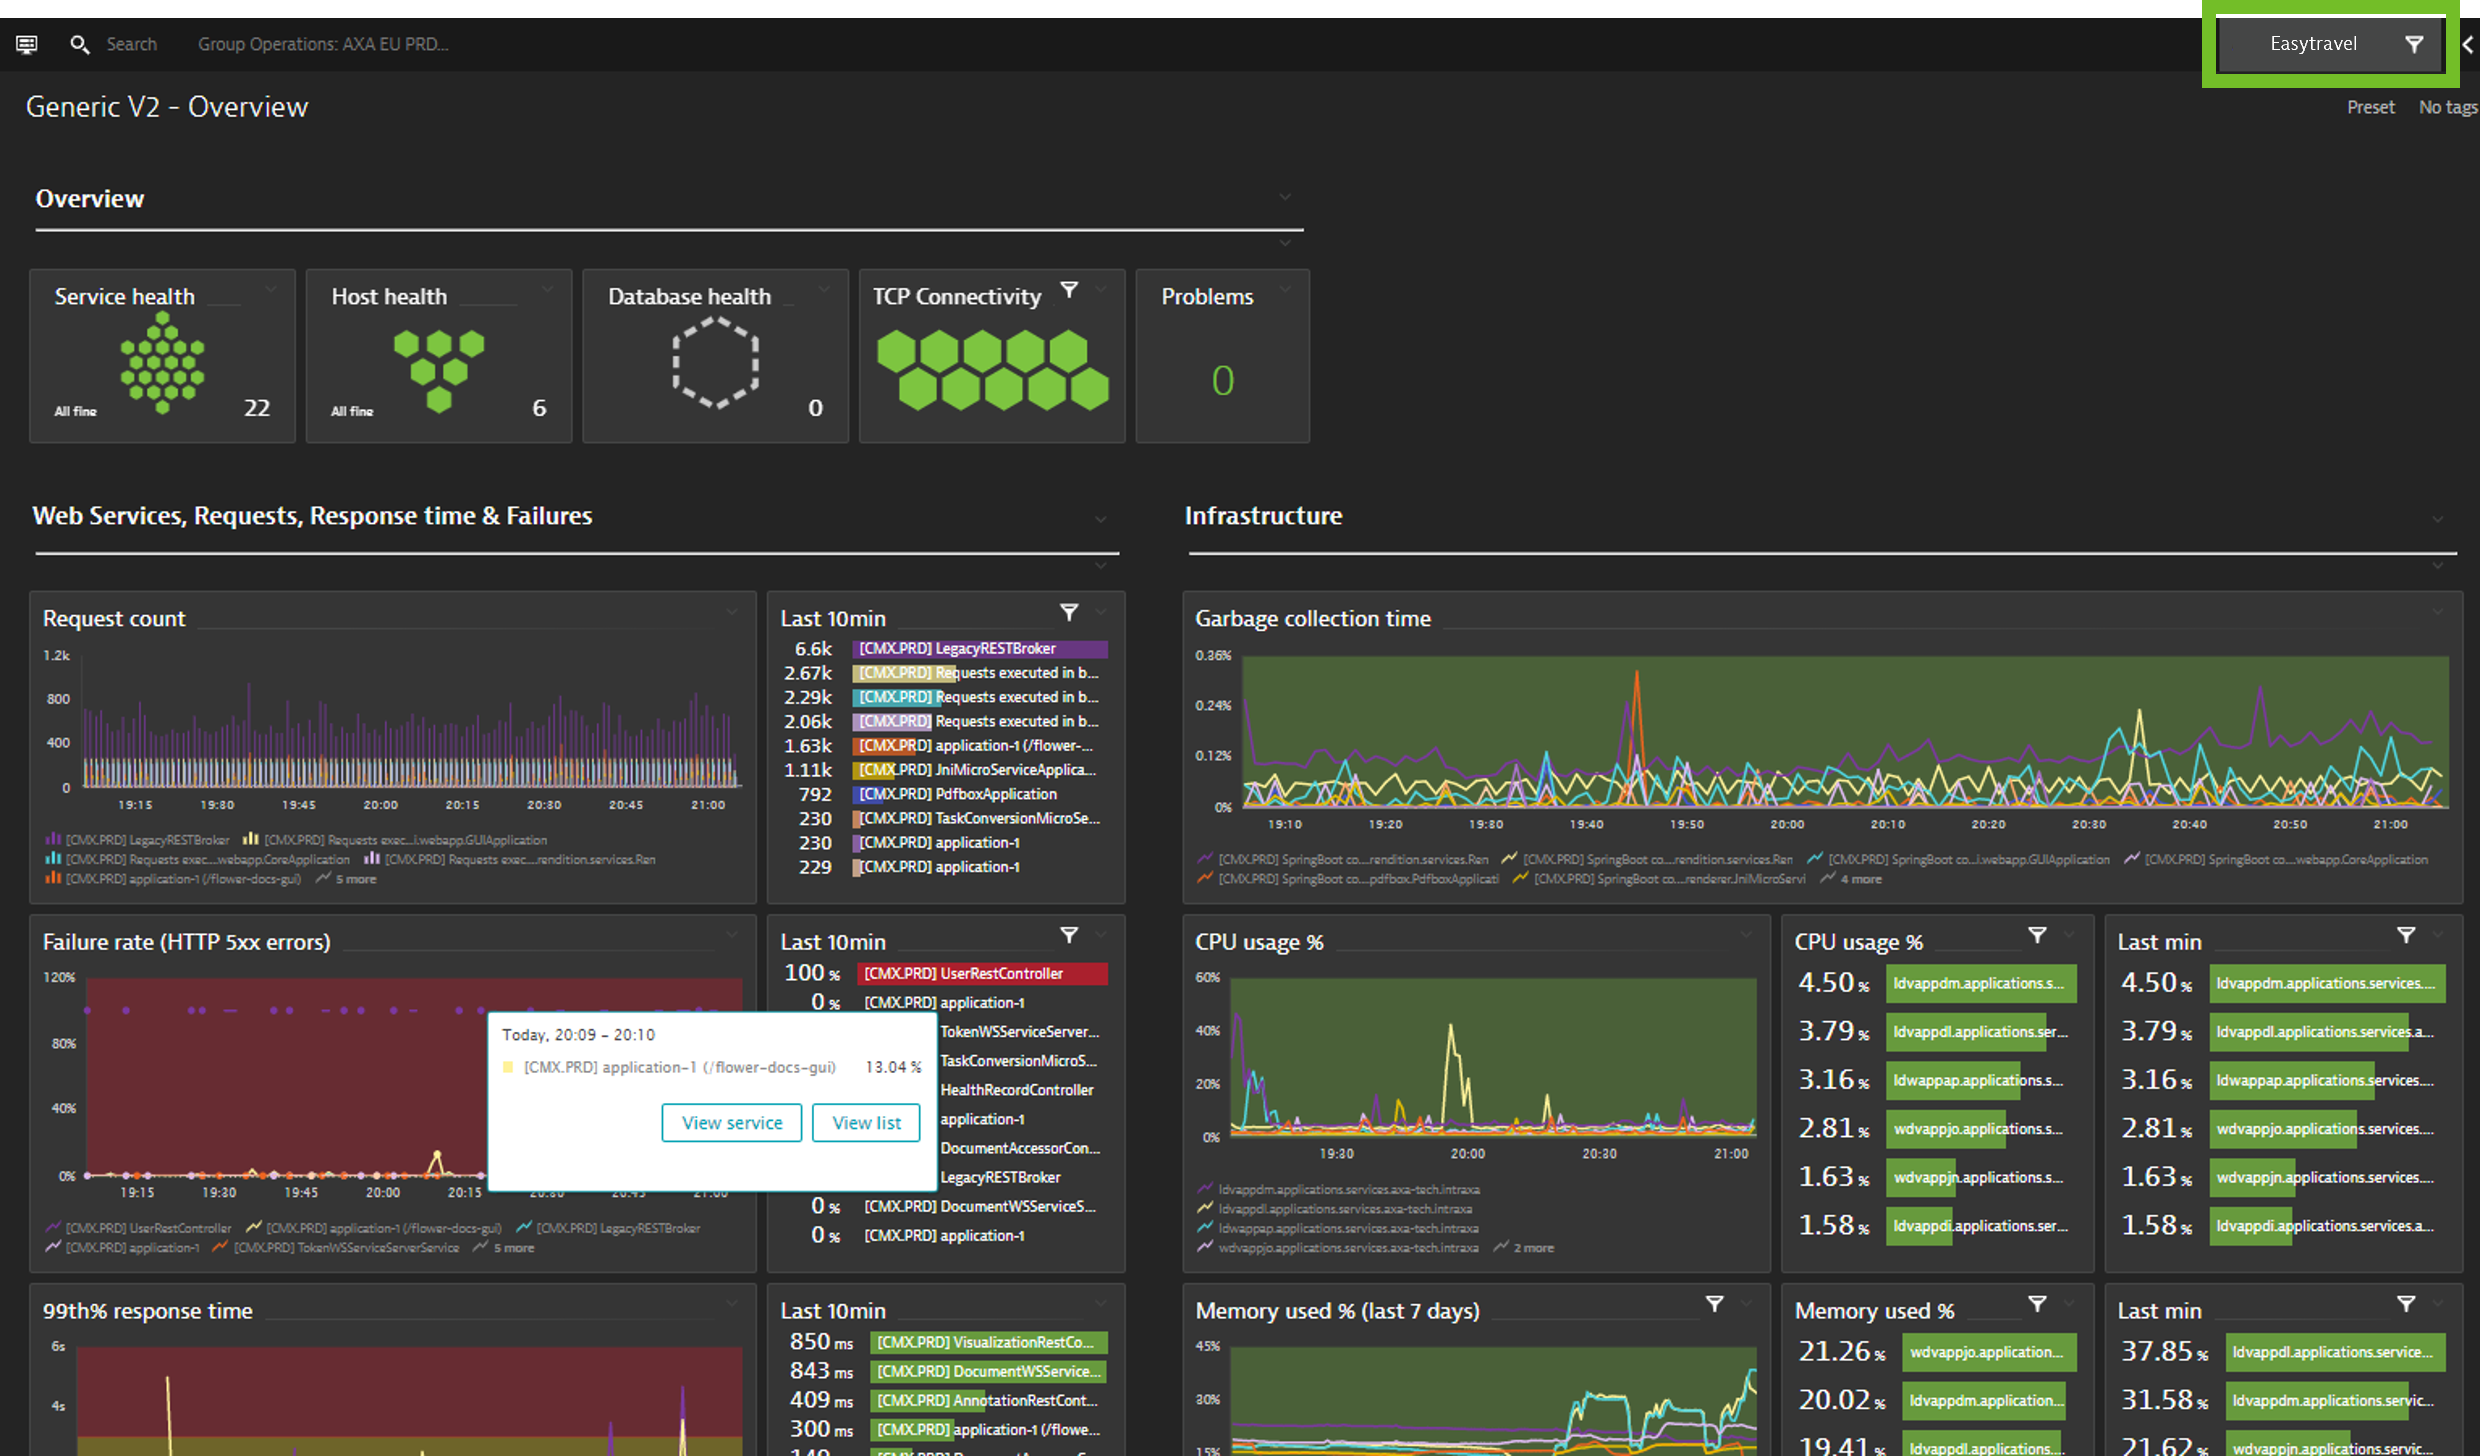 Search
Group Operations: AXA EU PRD...
Easytravel
Generic V2 - Overview
Preset No tags
Overview
Service health
All fine
22
Host health
All fine
6
Database health
0
TCP Connectivity
Problems
0
Web Services, Requests, Response time & Failures
Infrastructure
Request count
1.2k
800
400
0
19:15 19:30 19:45 20:00 20:15 20:30 20:45 21:00
[CMX.PRD] LegacyRESTBroker [CMX.PRD] Requests exec...i.webapp.GUIApplication
[CMX.PRD] Requests exec....webapp.CoreApplication [CMX.PRD] Requests exec....rendition.services.Ren
[CMX.PRD] application-1 (/flower-docs-gui) 5 more
Last 10min
6.6k [CMX.PRD] LegacyRESTBroker
2.67k [CMX.PRD] Requests executed in b...
2.29k [CMX.PRD] Requests executed in b...
2.06k [CMX.PRD] Requests executed in b...
1.63k [CMX.PRD] application-1 (/flower-...
1.11k [CMX.PRD] JniMicroServiceApplica...
792 [CMX.PRD] PdfboxApplication
230 [CMX.PRD] TaskConversionMicroSe...
230 [CMX.PRD] application-1
229 [CMX.PRD] application-1
Garbage collection time
0.36%
0.24%
0.12%
0%
19:10 19:20 19:30 19:40 19:50 20:00 20:10 20:20 20:30 20:40 20:50 21:00
[CMX.PRD] SpringBoot co....rendition.services.Ren [CMX.PRD] SpringBoot co....rendition.services.Ren [CMX.PRD] SpringBoot co...i.webapp.GUIApplication [CMX.PRD] SpringBoot co....webapp.CoreApplication
[CMX.PRD] SpringBoot co....pdfbox.PdfboxApplicati [CMX.PRD] SpringBoot co....renderer.JniMicroServi 4 more
Failure rate (HTTP 5xx errors)
120%
80%
40%
0%
19:15 19:30 19:45 20:00 20:15 20:30 20:45 21:00
[CMX.PRD] UserRestController [CMX.PRD] application-1 (/flower-docs-gui) [CMX.PRD] LegacyRESTBroker
[CMX.PRD] application-1 [CMX.PRD] TokenWSServiceServerService 5 more
Today, 20:09 - 20:10
[CMX.PRD] application-1 (/flower-docs-gui) 13.04 %
View service View list
Last 10min
100 % [CMX.PRD] UserRestController
0 % [CMX.PRD] application-1
TokenWSServiceServer...
TaskConversionMicroS...
HealthRecordController
application-1
DocumentAccessorCon...
LegacyRESTBroker
0 % [CMX.PRD] DocumentWSServiceS...
0 % [CMX.PRD] application-1
CPU usage %
60%
40%
20%
0%
19:30 20:00 20:30 21:00
ldvappdm.applications.services.axa-tech.intraxa
ldvappdl.applications.services.axa-tech.intraxa
ldwappap.applications.services.axa-tech.intraxa
wdvappjo.applications.services.axa-tech.intraxa 2 more
CPU usage %
4.50 % ldvappdm.applications.s...
3.79 % ldvappdl.applications.ser...
3.16 % ldwappap.applications.s...
2.81 % wdvappjo.applications.s...
1.63 % wdvappjn.applications.s...
1.58 % ldvappdi.applications.ser...
Last min
4.50 % ldvappdm.applications.services....
3.79 % ldvappdl.applications.services.a...
3.16 % ldwappap.applications.services....
2.81 % wdvappjo.applications.services....
1.63 % wdvappjn.applications.services....
1.58 % ldvappdi.applications.services.a...
99th% response time
6s
4s
Last 10min
850 ms [CMX.PRD] VisualizationRestCo...
843 ms [CMX.PRD] DocumentWSService...
409 ms [CMX.PRD] AnnotationRestCont...
300 ms [CMX.PRD] application-1 (/flowe...
Memory used % (last 7 days)
45%
30%
15%
Memory used %
21.26 % wdvappjo.application...
20.02 % ldvappdm.application...
19.41 % ldvappdl.applications....
Last min
37.85 % ldvappdl.applications.service...
31.58 % ldvappdm.applications.servic...
21.62 % wdvappjn.applications.servic...